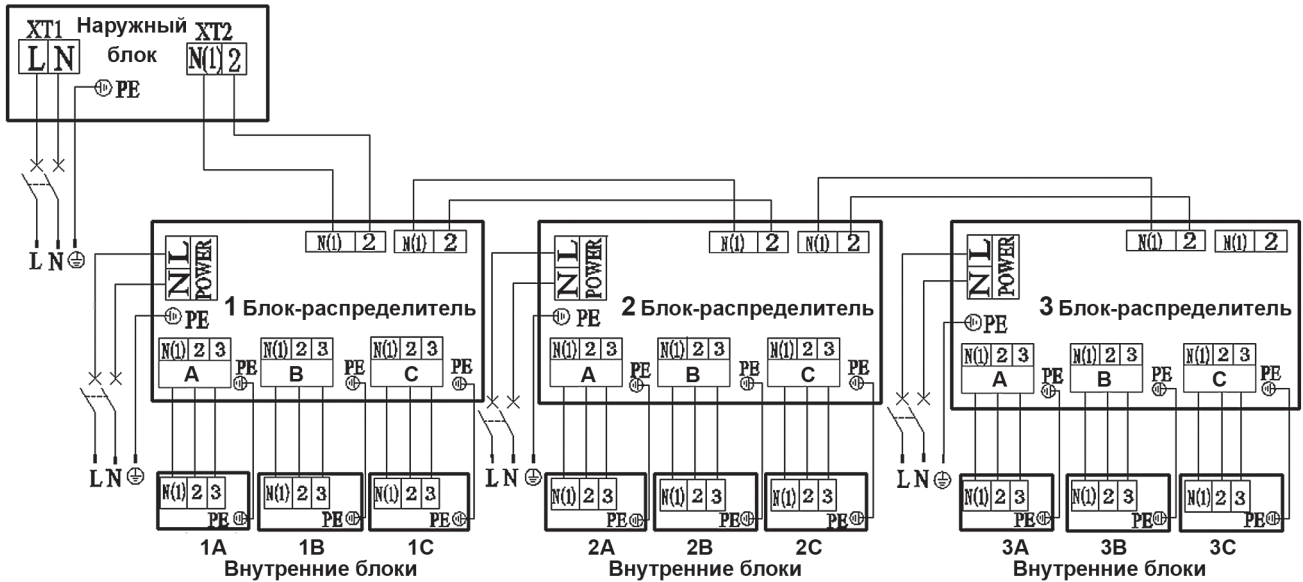 Наружный
блок
XT1
L N
XT2
N(1) 2
PE
L N
N(1) 2 N(1) 2
L
N
POWER
1 Блок-распределитель
PE
N(1) 2 3
A
PE
N(1) 2 3
B
PE
N(1) 2 3
C
PE
L N
N(1) 2 3
PE
N(1) 2 3
PE
N(1) 2 3
PE
1A 1B 1C
Внутренние блоки
N(1) 2 N(1) 2
L
N
POWER
2 Блок-распределитель
PE
N(1) 2 3
A
PE
N(1) 2 3
B
PE
N(1) 2 3
C
PE
L N
N(1) 2 3
PE
N(1) 2 3
PE
N(1) 2 3
PE
2A 2B 2C
Внутренние блоки
N(1) 2 N(1) 2
L
N
POWER
3 Блок-распределитель
PE
N(1) 2 3
A
PE
N(1) 2 3
B
PE
N(1) 2 3
C
PE
L N
N(1) 2 3
PE
N(1) 2 3
PE
N(1) 2 3
PE
3A 3B 3C
Внутренние блоки